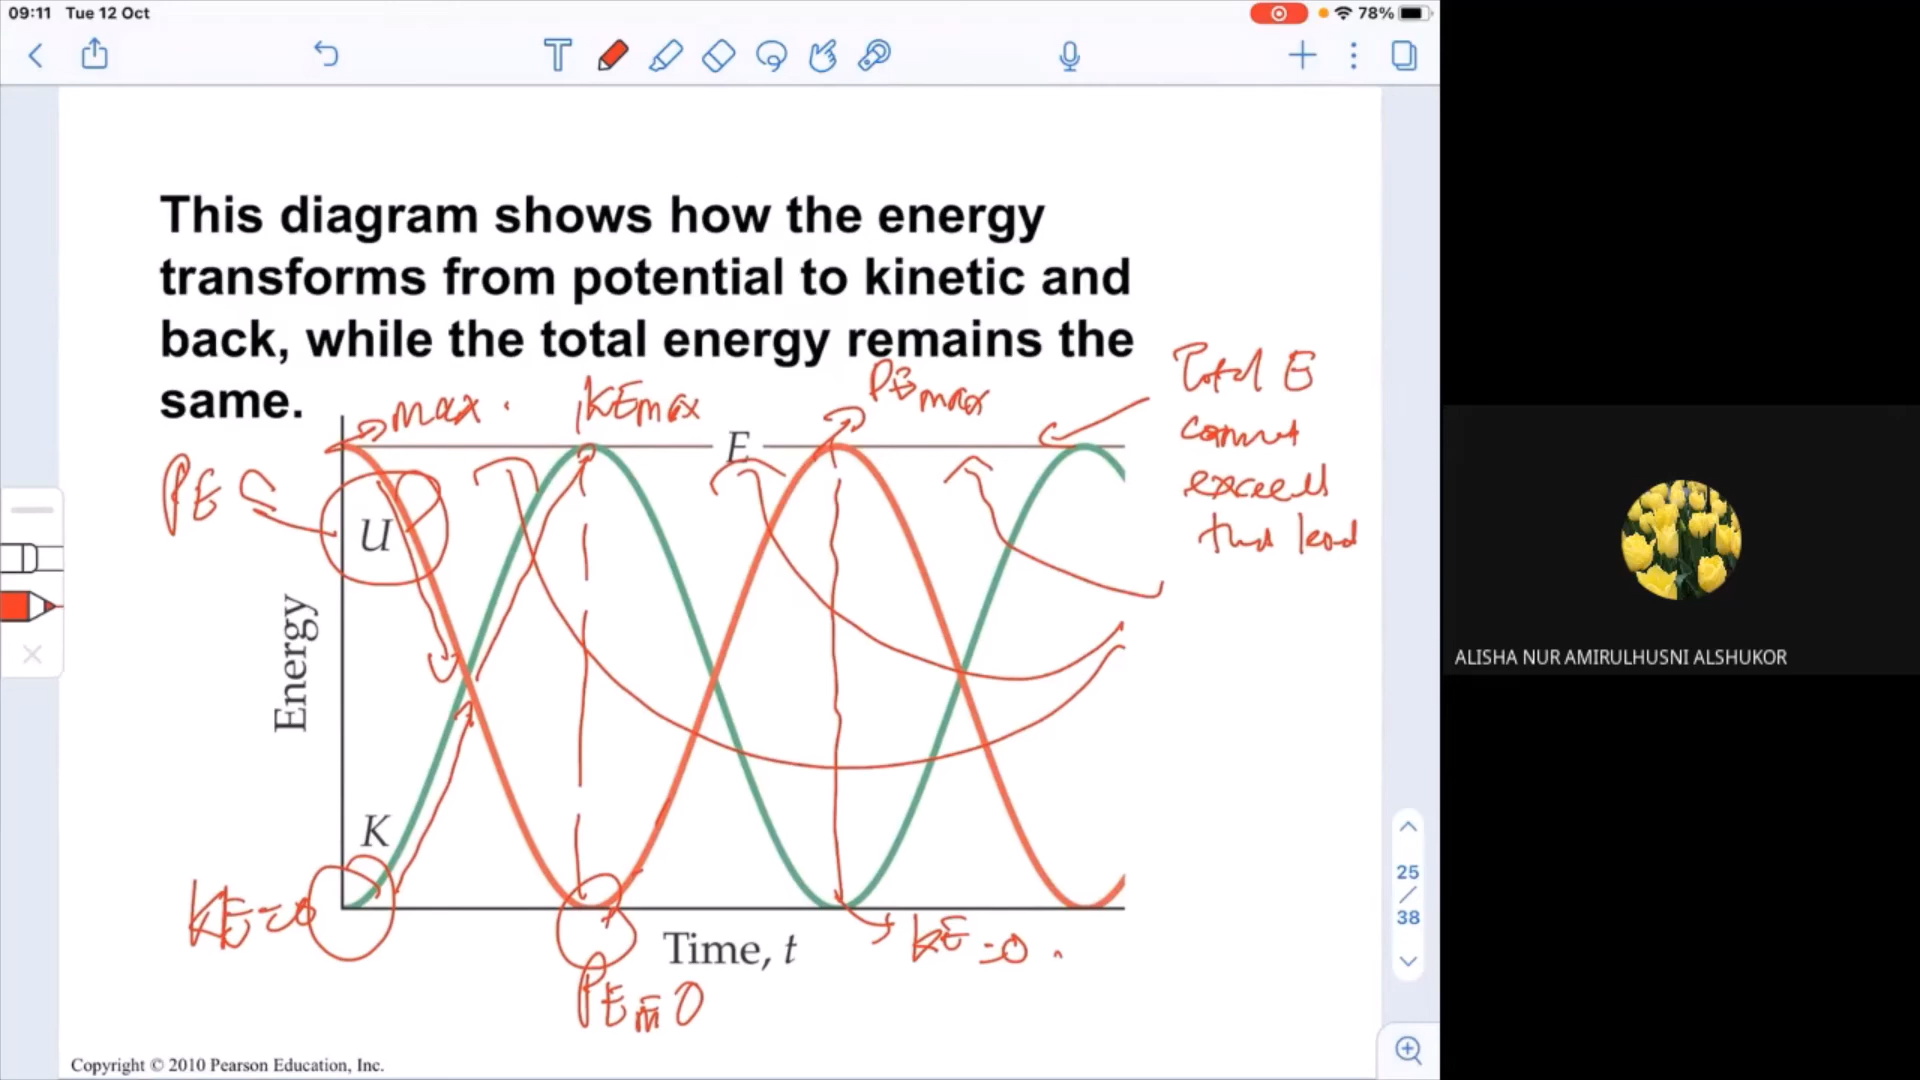 09:11 Tue 12 Oct
78%
This diagram shows how the energy
transforms from potential to kinetic and
back, while the total energy remains the
same.
max.
KEmax
PEmax
Total E
cannot
exceed
this level
E
PE
U
Energy
K
KE=0
Time, t
KE=0.
PE=0
25
38
Copyright © 2010 Pearson Education, Inc.
ALISHA NUR AMIRULHUSNI ALSHUKOR